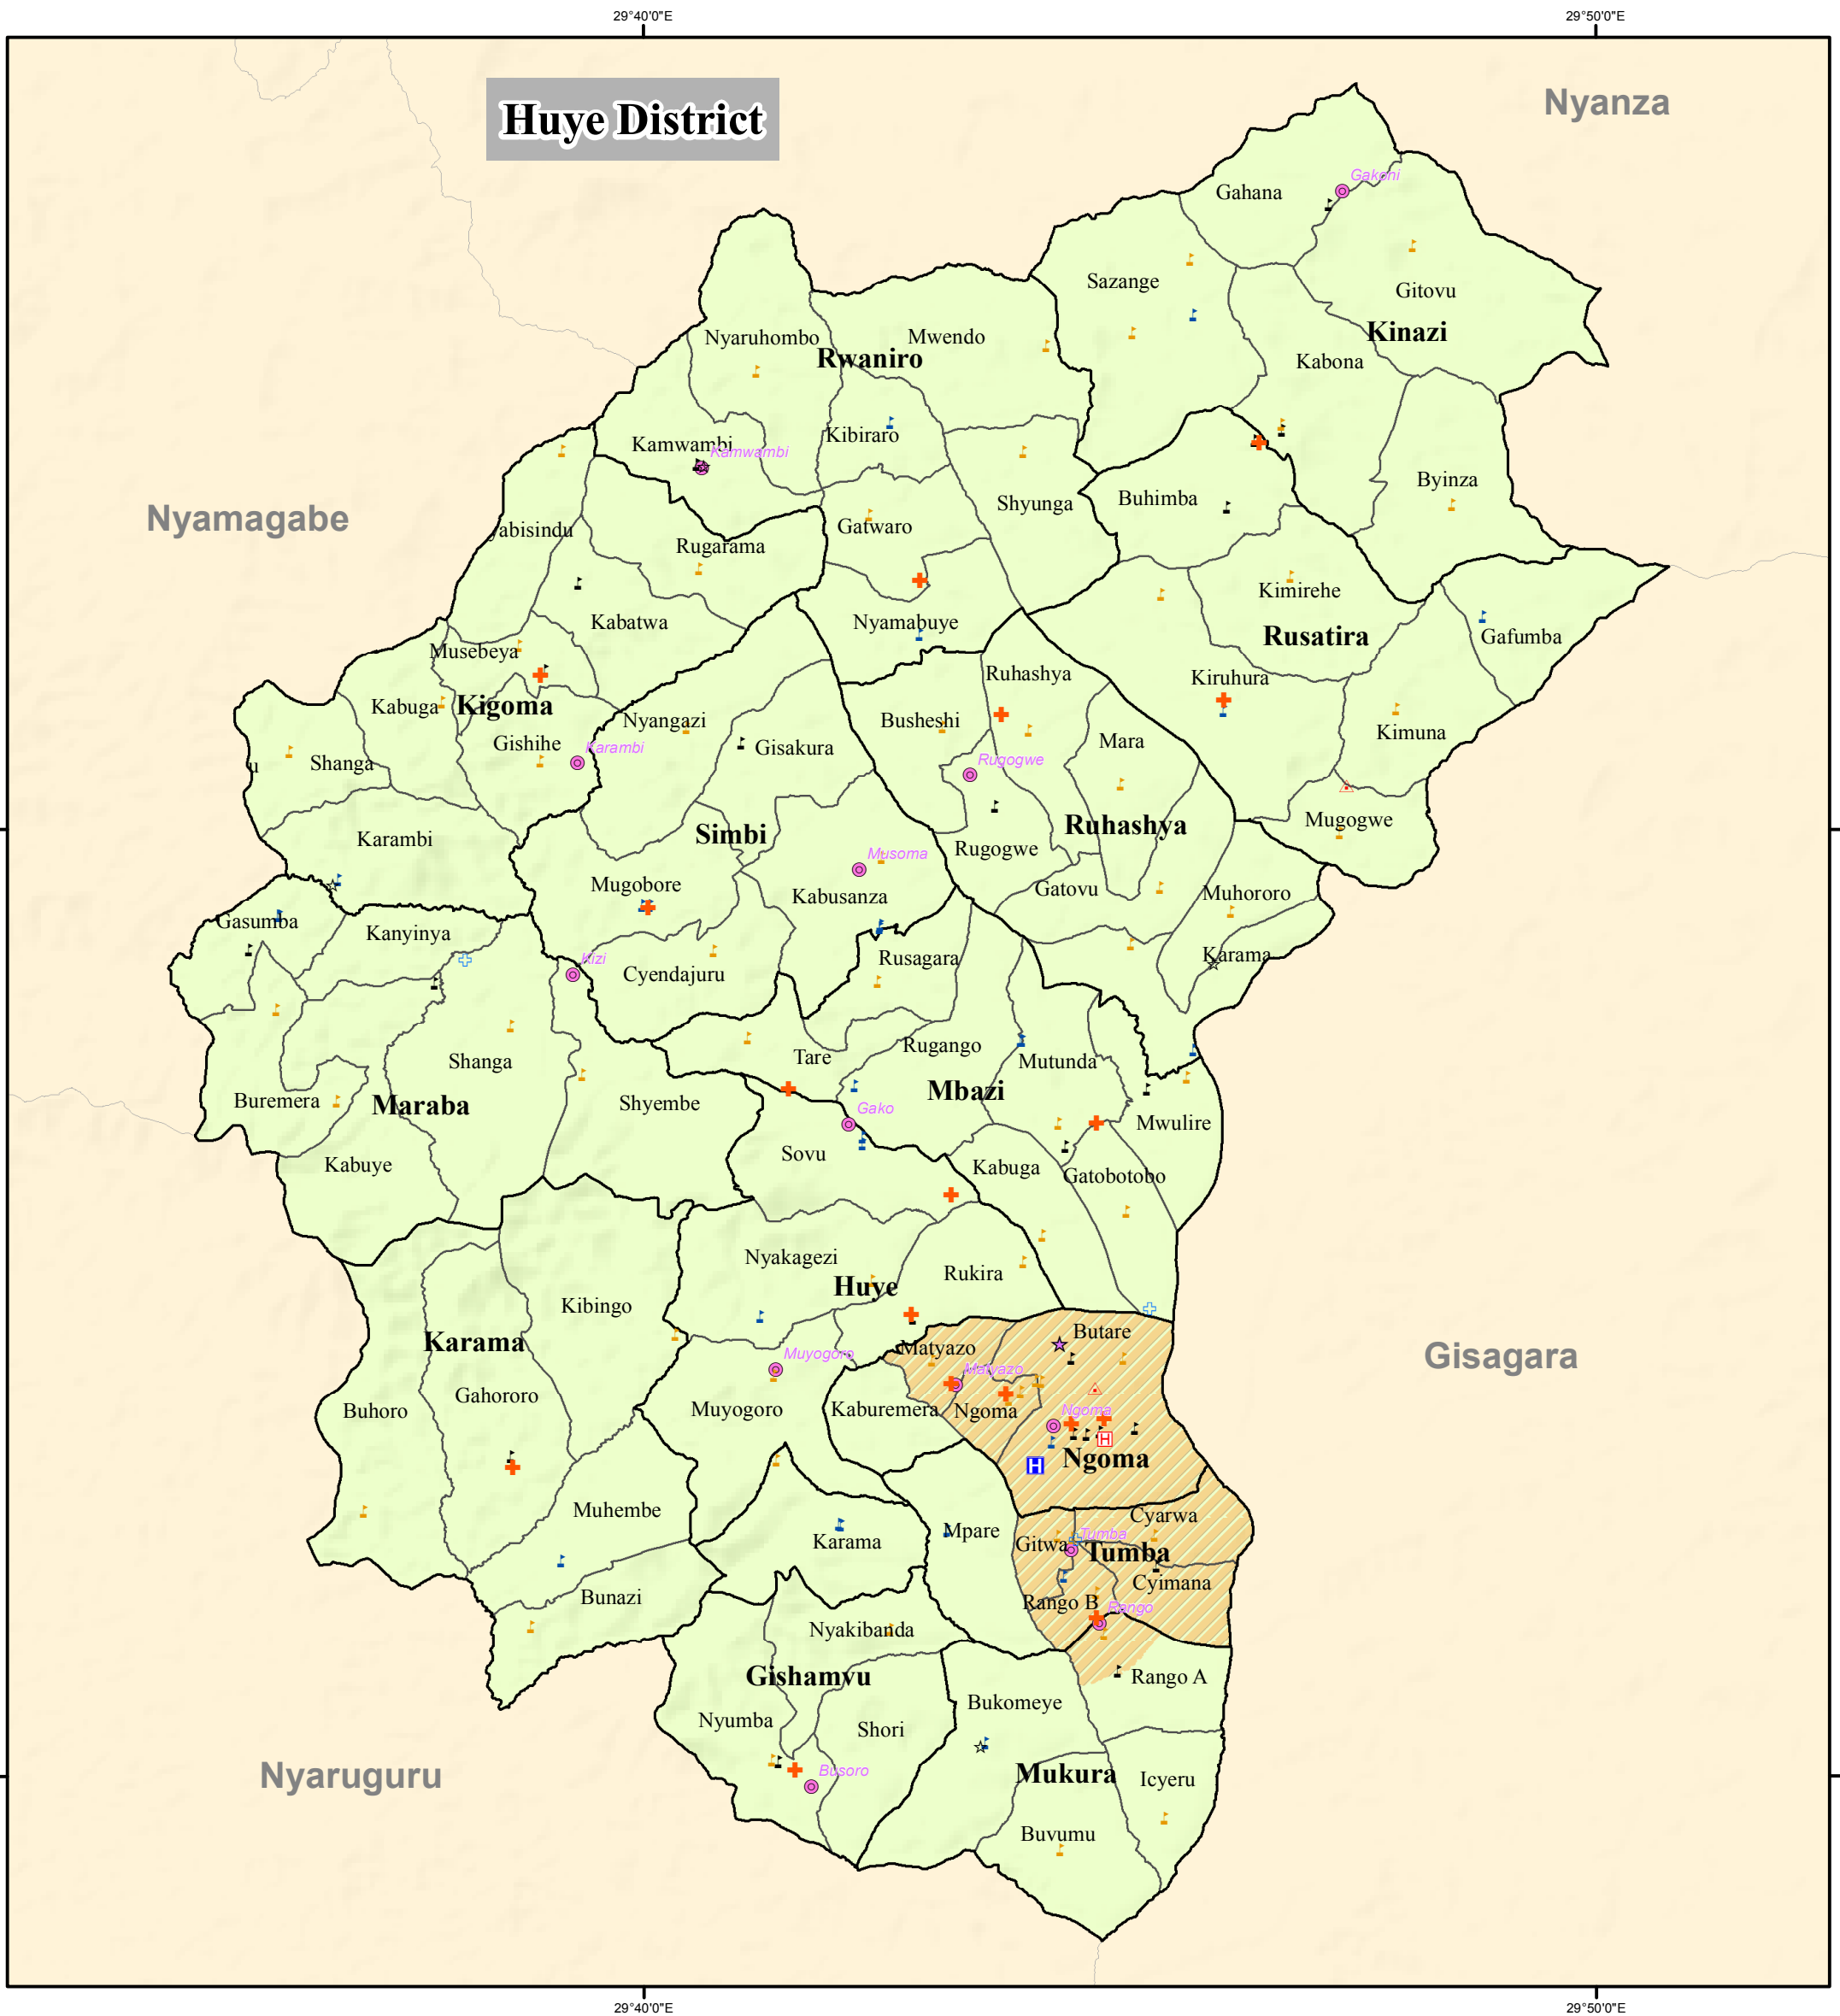 29°40'0"E
29°50'0"E
Huye District
Nyanza
Gakoni
Gahana
Sazange
Gitovu
Kinazi
Nyaruhombo
Mwendo
Rwaniro
Kabona
Kamwambi
Kamwambi
Kibiraro
Byinza
Buhimba
Shyunga
Nyamagabe
yabisindu
Gatwaro
Rugarama
Kimirehe
Kabatwa
Nyamabuye
Rusatira
Gafumba
Musebeya
Ruhashya
Kiruhura
Kabuga
Kigoma
Nyangazi
Busheshi
Kimuna
Gishihe
Karambi
Gisakura
Mara
u
Shanga
Rugogwe
Karambi
Simbi
Ruhashya
Mugogwe
Musoma
Rugogwe
Mugobore
Kabusanza
Gatovu
Muhororo
Gasumba
Kanyinya
Kizi
Cyendajuru
Rusagara
Karama
Shanga
Tare
Rugango
Mutunda
Buremera
Maraba
Shyembe
Mbazi
Gako
Mwulire
Kabuye
Sovu
Kabuga
Gatobotobo
Nyakagezi
Rukira
Huye
Kibingo
Karama
Matyazo
Butare
Gisagara
Muyogoro
Matyazo
Buhoro
Gahororo
Muyogoro
Kaburemera
Ngoma
Ngoma
Ngoma
Muhembe
Karama
Mpare
Cyarwa
Gitwa
Tumba
Tumba
Bunazi
Cyimana
Rango B
Rango
Nyakibanda
Gishamvu
Rango A
Nyumba
Shori
Bukomeye
Nyaruguru
Busoro
Mukura
Icyeru
Buvumu
29°40'0"E
29°50'0"E